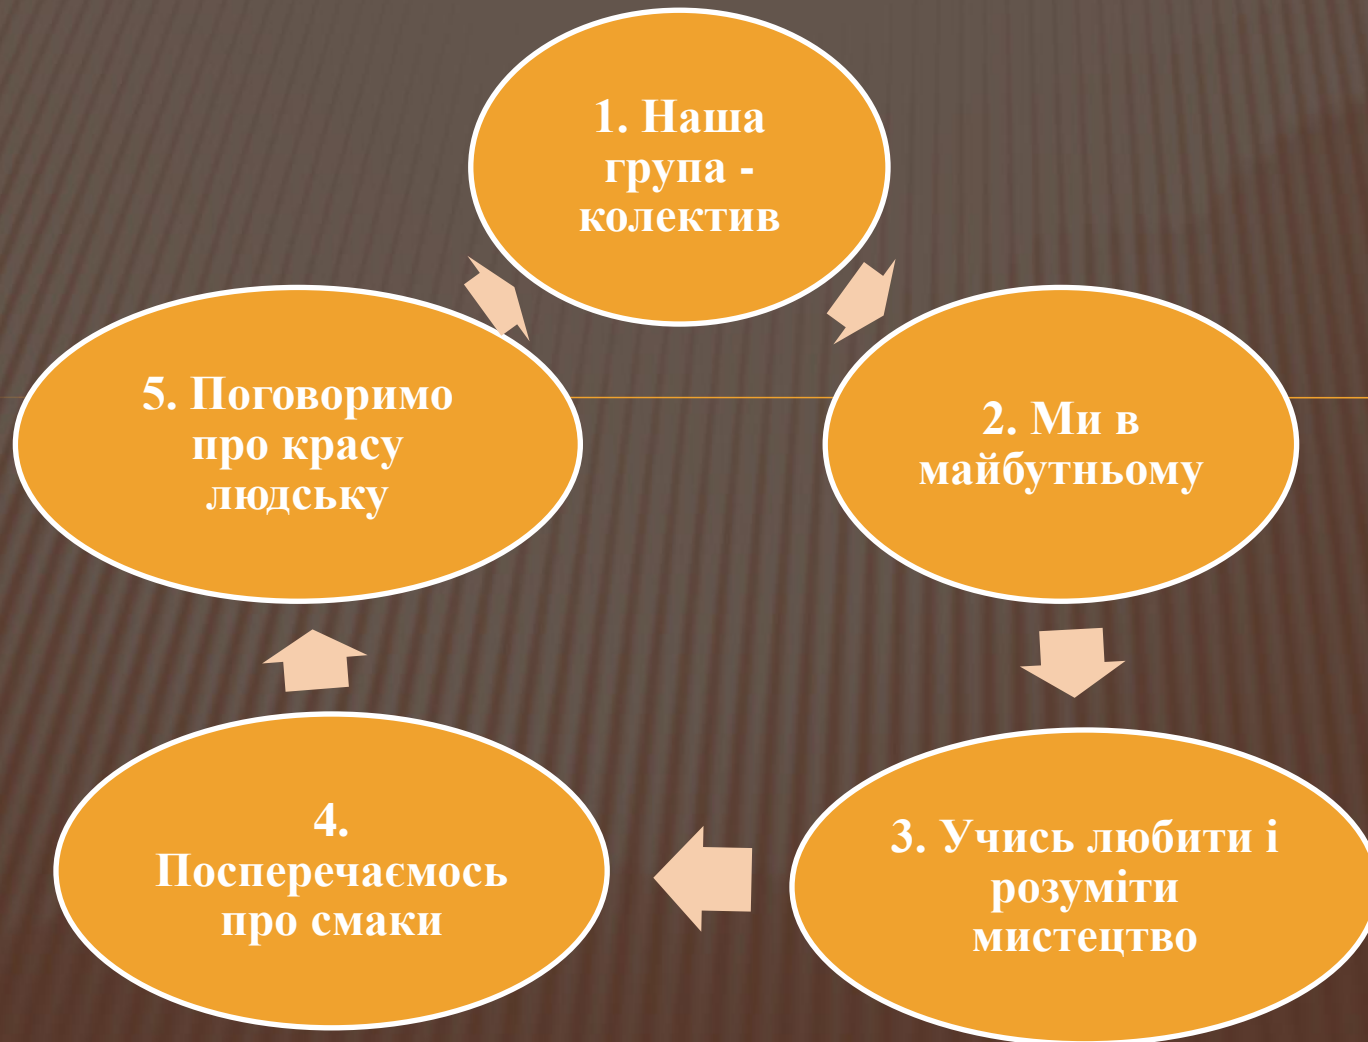 1. Наша
група -
колектив
2. Ми в
майбутньому
3. Учись любити і
розуміти
мистецтво
4.
Посперечаємось
про смаки
5. Поговоримо
про красу
людську